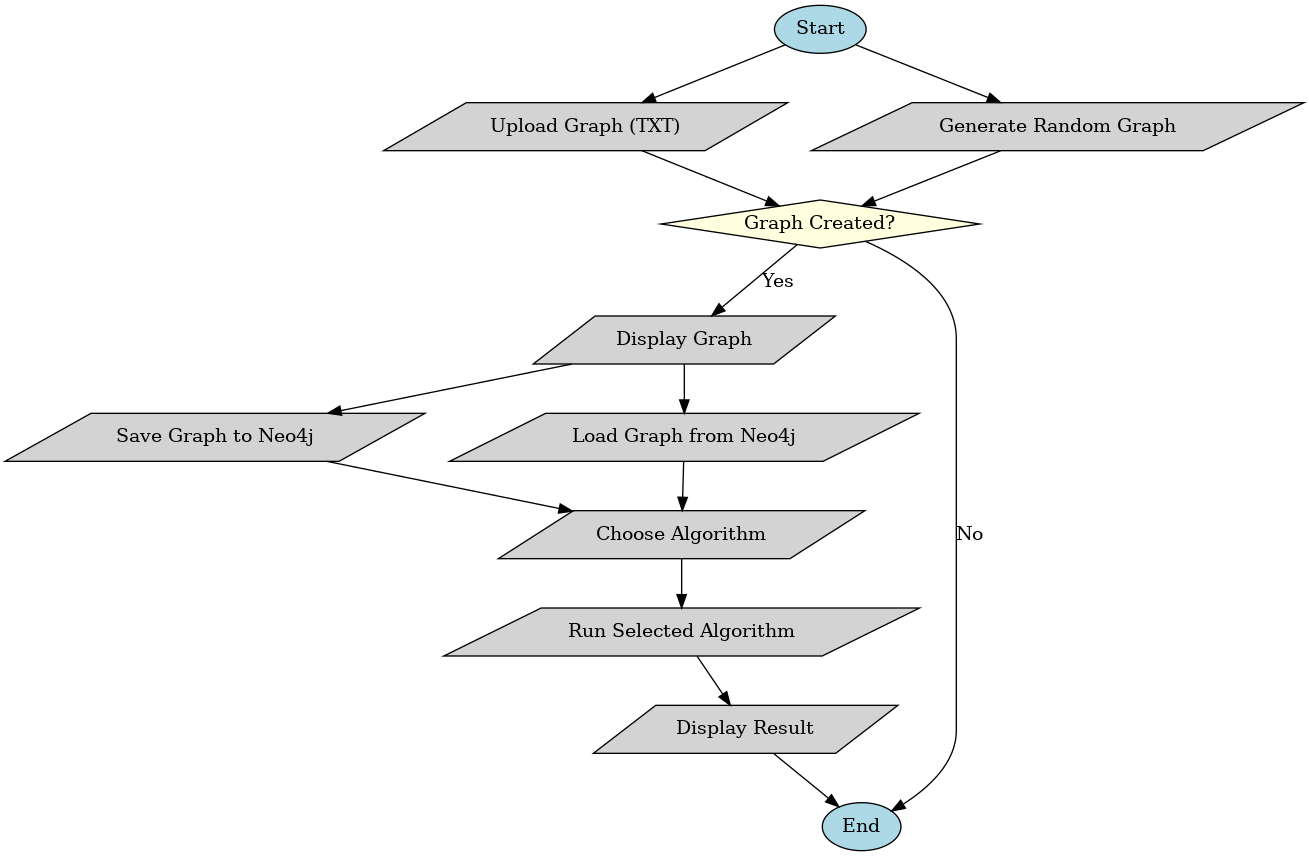 Start
Upload Graph (TXT)
Generate Random Graph
Graph Created?
Yes
Display Graph
Save Graph to Neo4j
Load Graph from Neo4j
Choose Algorithm
No
Run Selected Algorithm
Display Result
End